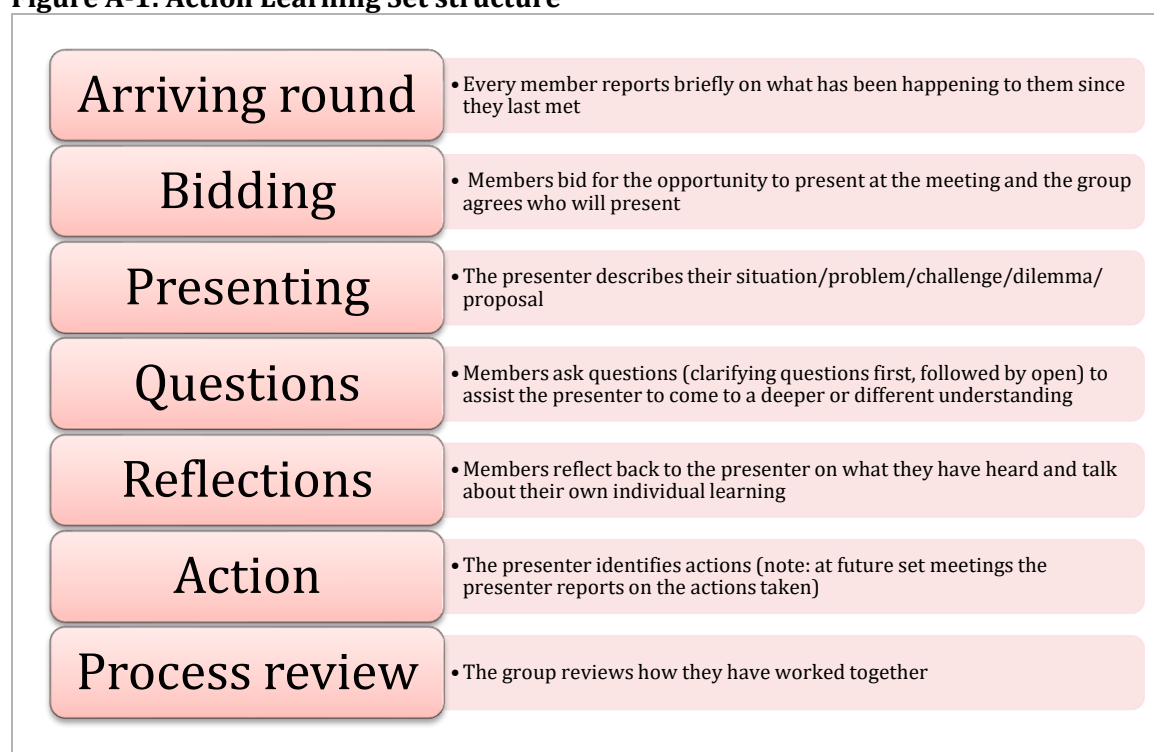 Figure A-1: Action Learning Set structure
Arriving round
• Every member reports briefly on what has been happening to them since
they last met
Bidding
• Members bid for the opportunity to present at the meeting and the group
agrees who will present
Presenting
• The presenter describes their situation/problem/challenge/dilemma/
proposal
Questions
• Members ask questions (clarifying questions first, followed by open) to
assist the presenter to come to a deeper or different understanding
Reflections
• Members reflect back to the presenter on what they have heard and talk
about their own individual learning
Action
• The presenter identifies actions (note: at future set meetings the
presenter reports on the actions taken)
Process review
• The group reviews how they have worked together